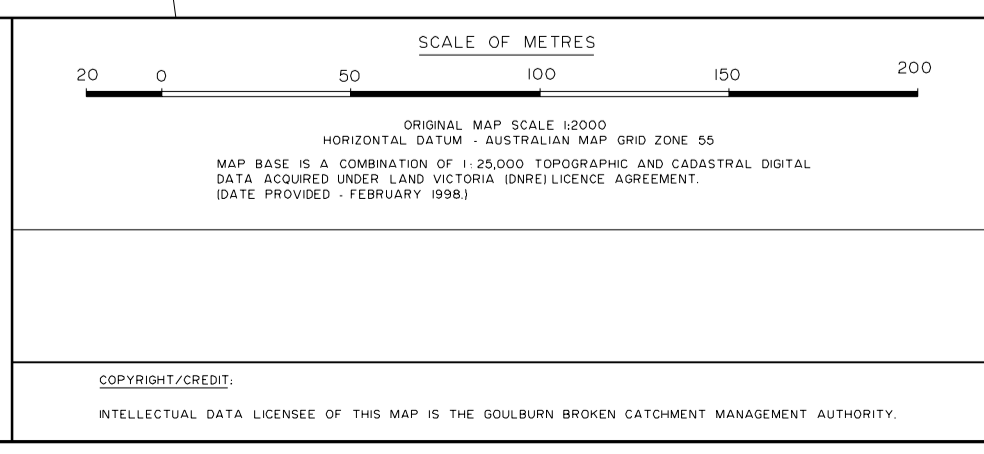 SCALE OF METRES
20 0 50 100 150 200
ORIGINAL MAP SCALE 1:2000
HORIZONTAL DATUM - AUSTRALIAN MAP GRID ZONE 55
MAP BASE IS A COMBINATION OF 1: 25,000 TOPOGRAPHIC AND CADASTRAL DIGITAL
DATA ACQUIRED UNDER LAND VICTORIA (DNRE) LICENCE AGREEMENT.
(DATE PROVIDED - FEBRUARY 1998.)
COPYRIGHT/CREDIT:
INTELLECTUAL DATA LICENSEE OF THIS MAP IS THE GOULBURN BROKEN CATCHMENT MANAGEMENT AUTHORITY.